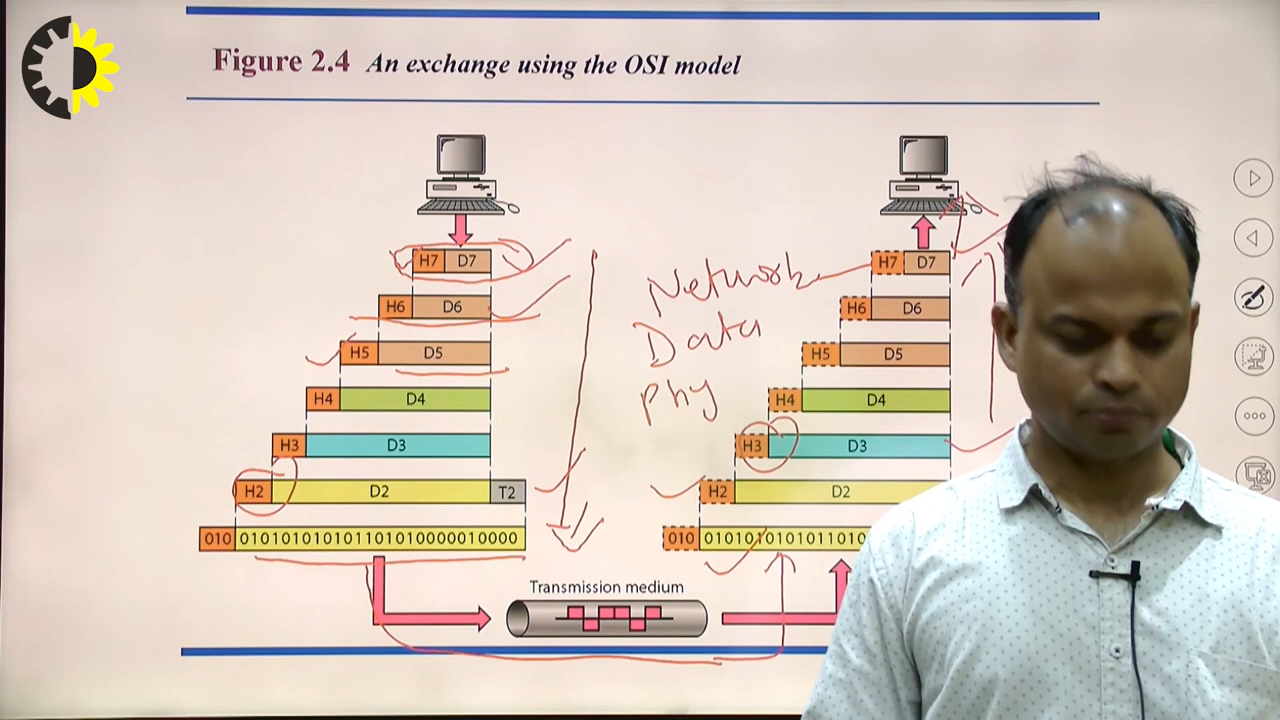 Figure 2.4 An exchange using the OSI model
H7 D7
H6 D6
H5 D5
H4 D4
H3 D3
H2 D2 T2
010 0101010101011010100000010000
Network
Data
Phy
H7 D7
H6 D6
H5 D5
H4 D4
H3 D3
H2 D2
010 0101010101011010
Transmission medium